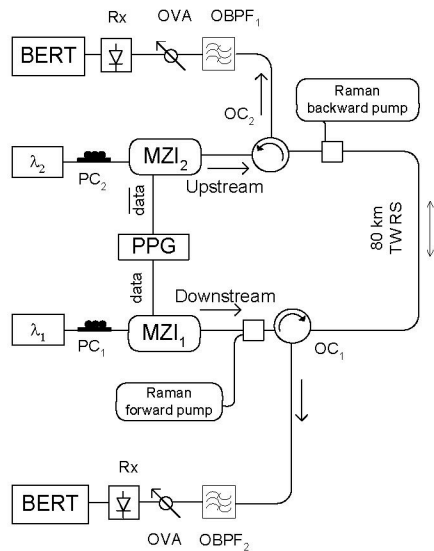 Rx OVA OBPF1
BERT
Raman
backward pump
OC2
λ2
PC2
MZI2
Upstream
data
PPG
data
80 km
TW RS
Downstream
λ1
PC1
MZI1
OC1
Raman
forward pump
Rx
BERT
OVA OBPF2